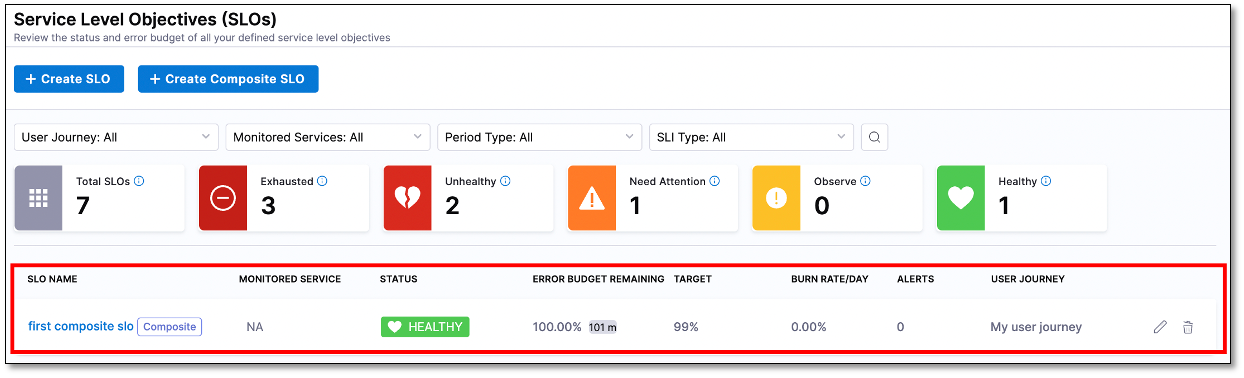 Service Level Objectives (SLOs)
Review the status and error budget of all your defined service level objectives
+ Create SLO + Create Composite SLO
User Journey: All Monitored Services: All Period Type: All SLI Type: All
Total SLOs Exhausted Unhealthy Need Attention Observe Healthy
7 3 2 1 0 1
SLO NAME MONITORED SERVICE STATUS ERROR BUDGET REMAINING TARGET BURN RATE/DAY ALERTS USER JOURNEY
first composite slo Composite NA HEALTHY 100.00% 101 m 99% 0.00% 0 My user journey